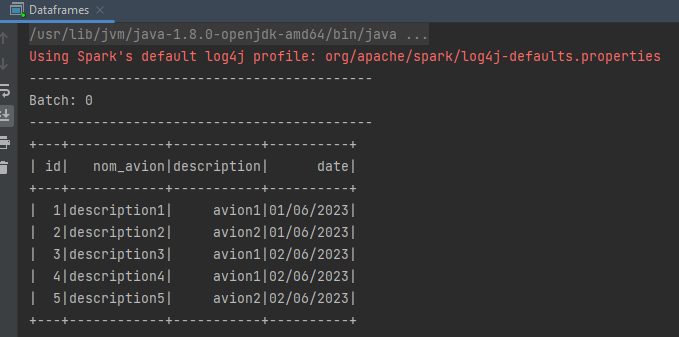 Dataframes
/usr/lib/jvm/java-1.8.0-openjdk-amd64/bin/java ...
Using Spark's default log4j profile: org/apache/spark/log4j-defaults.properties
-------------------------------------------
Batch: 0
-------------------------------------------
+---+------------+-----------+----------+
| id|   nom_avion|description|      date|
+---+------------+-----------+----------+
|  1|description1|     avion1|01/06/2023|
|  2|description2|     avion2|01/06/2023|
|  3|description3|     avion1|02/06/2023|
|  4|description4|     avion1|02/06/2023|
|  5|description5|     avion2|02/06/2023|
+---+------------+-----------+----------+